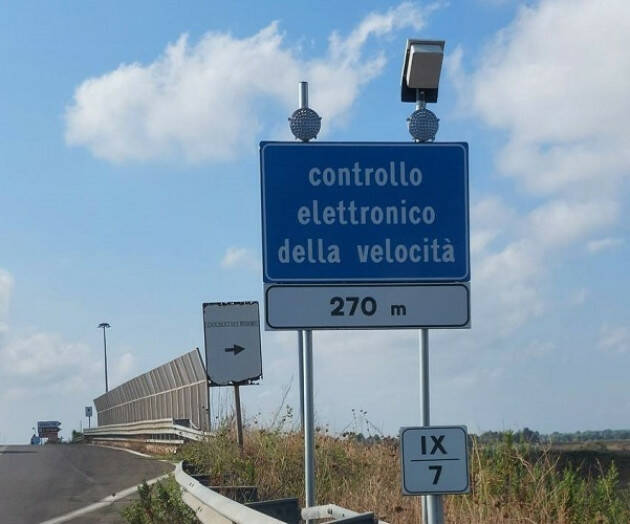 controllo
elettronico
della velocità
270 m
IX
7